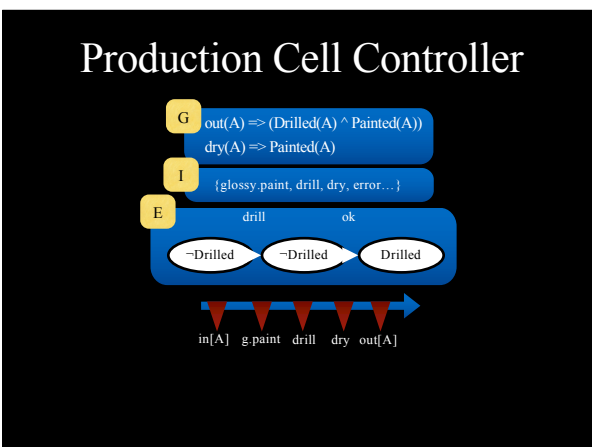 Production Cell Controller
G
out(A) => (Drilled(A) ^ Painted(A))
dry(A) => Painted(A)
I
{glossy.paint, drill, dry, error…}
E
drill ok
¬Drilled ¬Drilled Drilled
in[A] g.paint drill dry out[A]